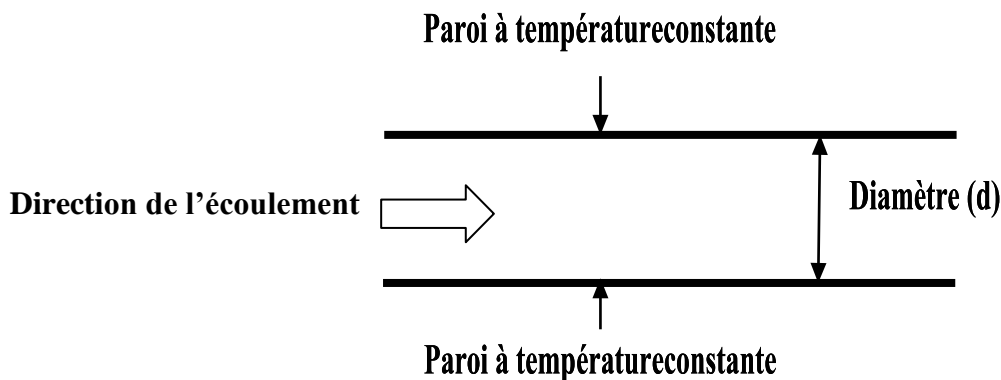 Paroi à températureconstante
Direction de l’écoulement
Diamètre (d)
Paroi à températureconstante